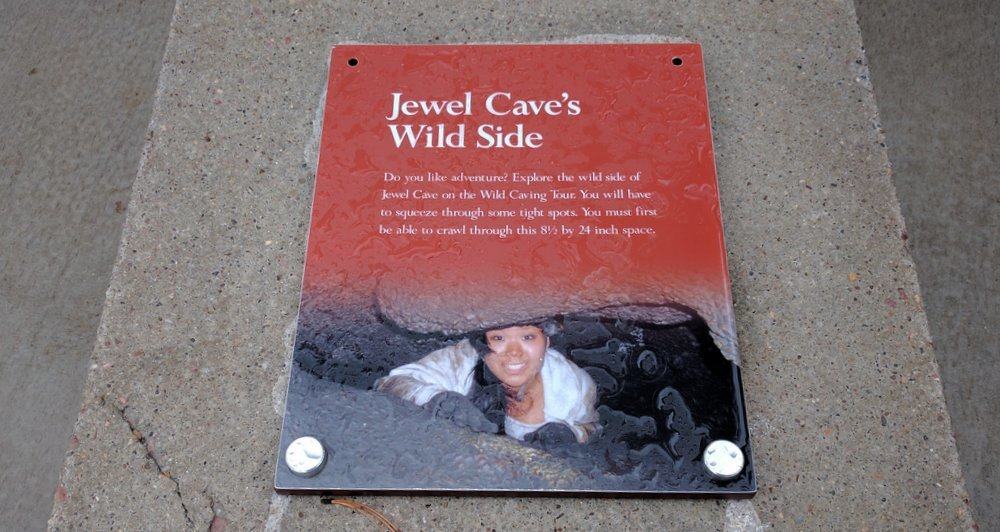 Jewel Cave's
Wild Side
Do you like adventure? Explore the wild side of
Jewel Cave on the Wild Caving Tour. You will have
to squeeze through some tight spots. You must first
be able to crawl through this 8½ by 24 inch space.